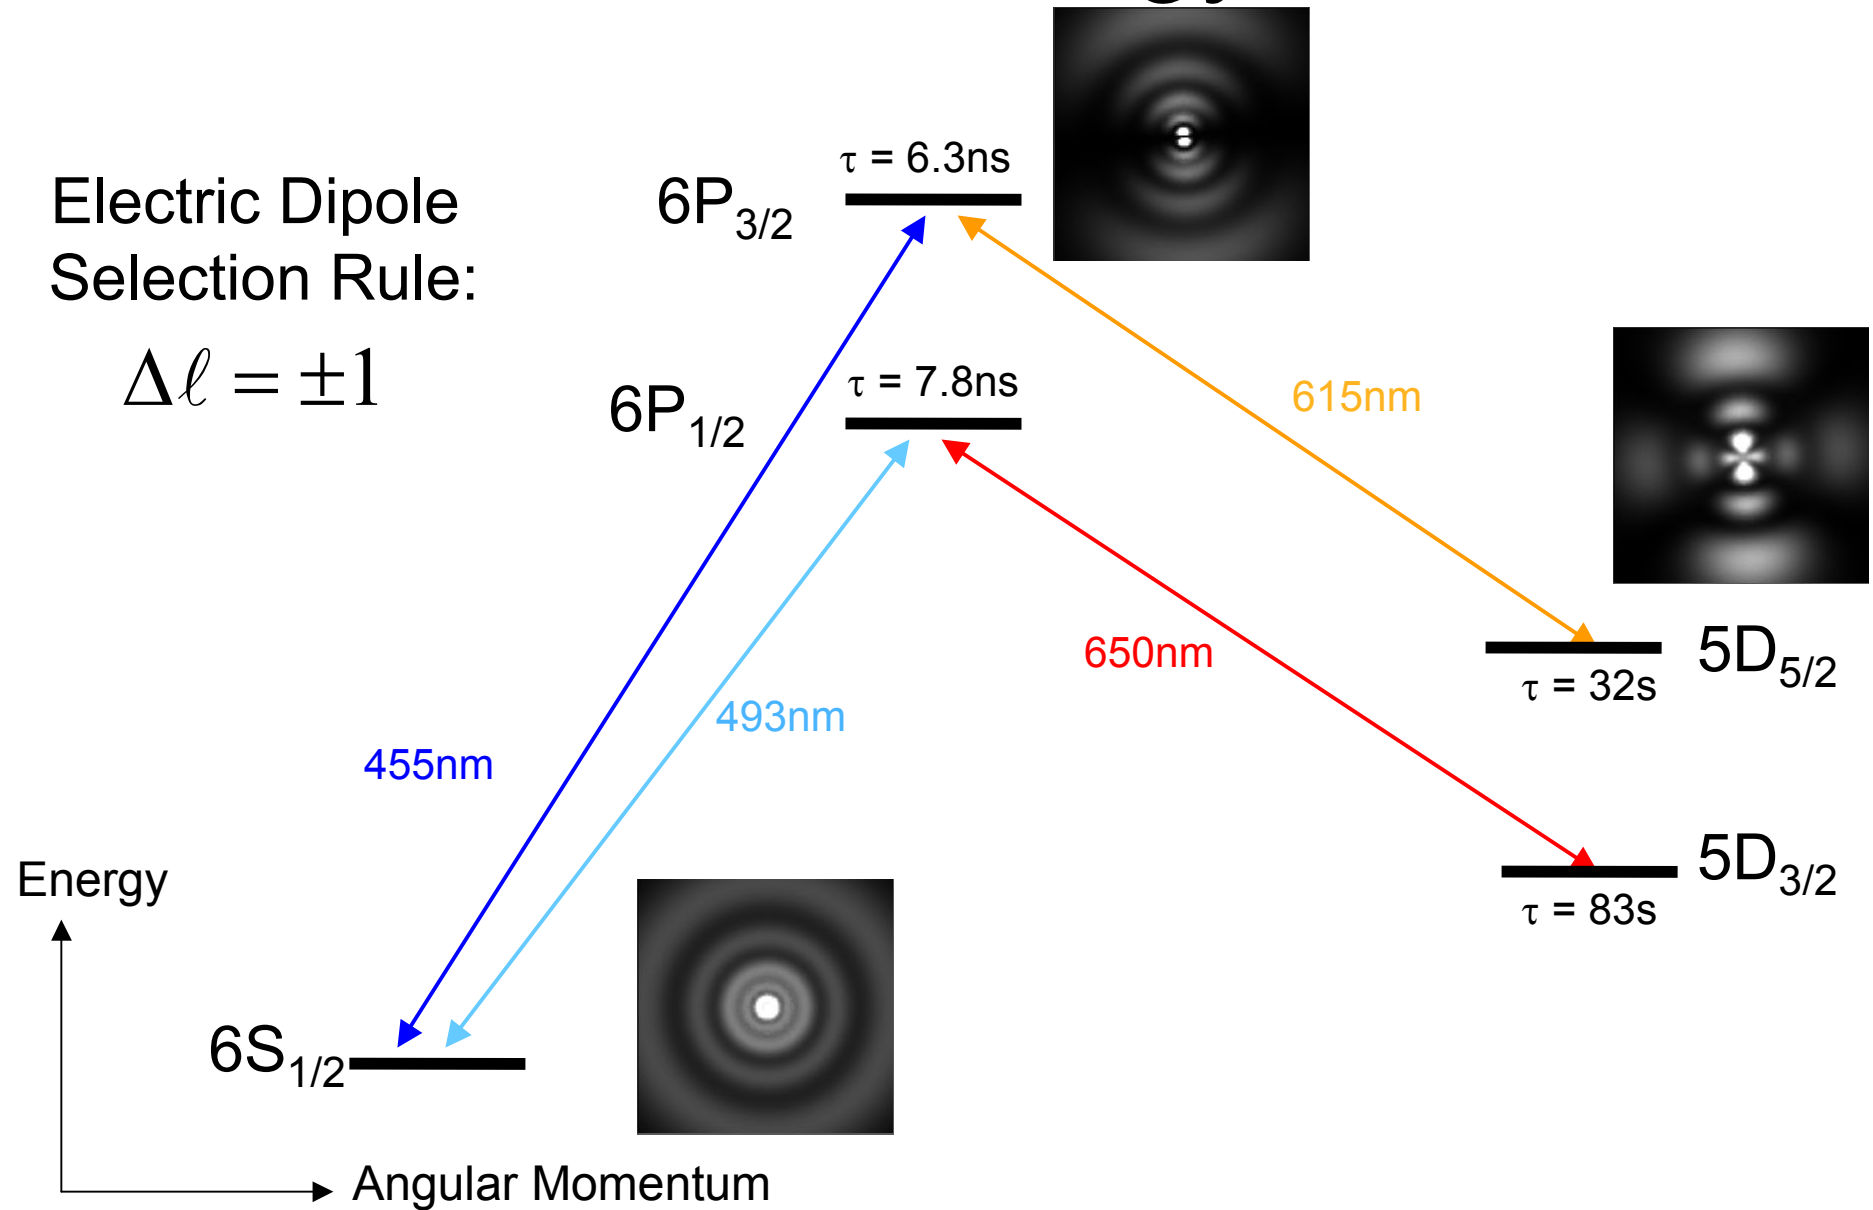 Electric Dipole
Selection Rule:
Δℓ = ±1
τ = 6.3ns
6P3/2
τ = 7.8ns
6P1/2
615nm
650nm
5D5/2
τ = 32s
493nm
455nm
5D3/2
τ = 83s
Energy
6S1/2
Angular Momentum